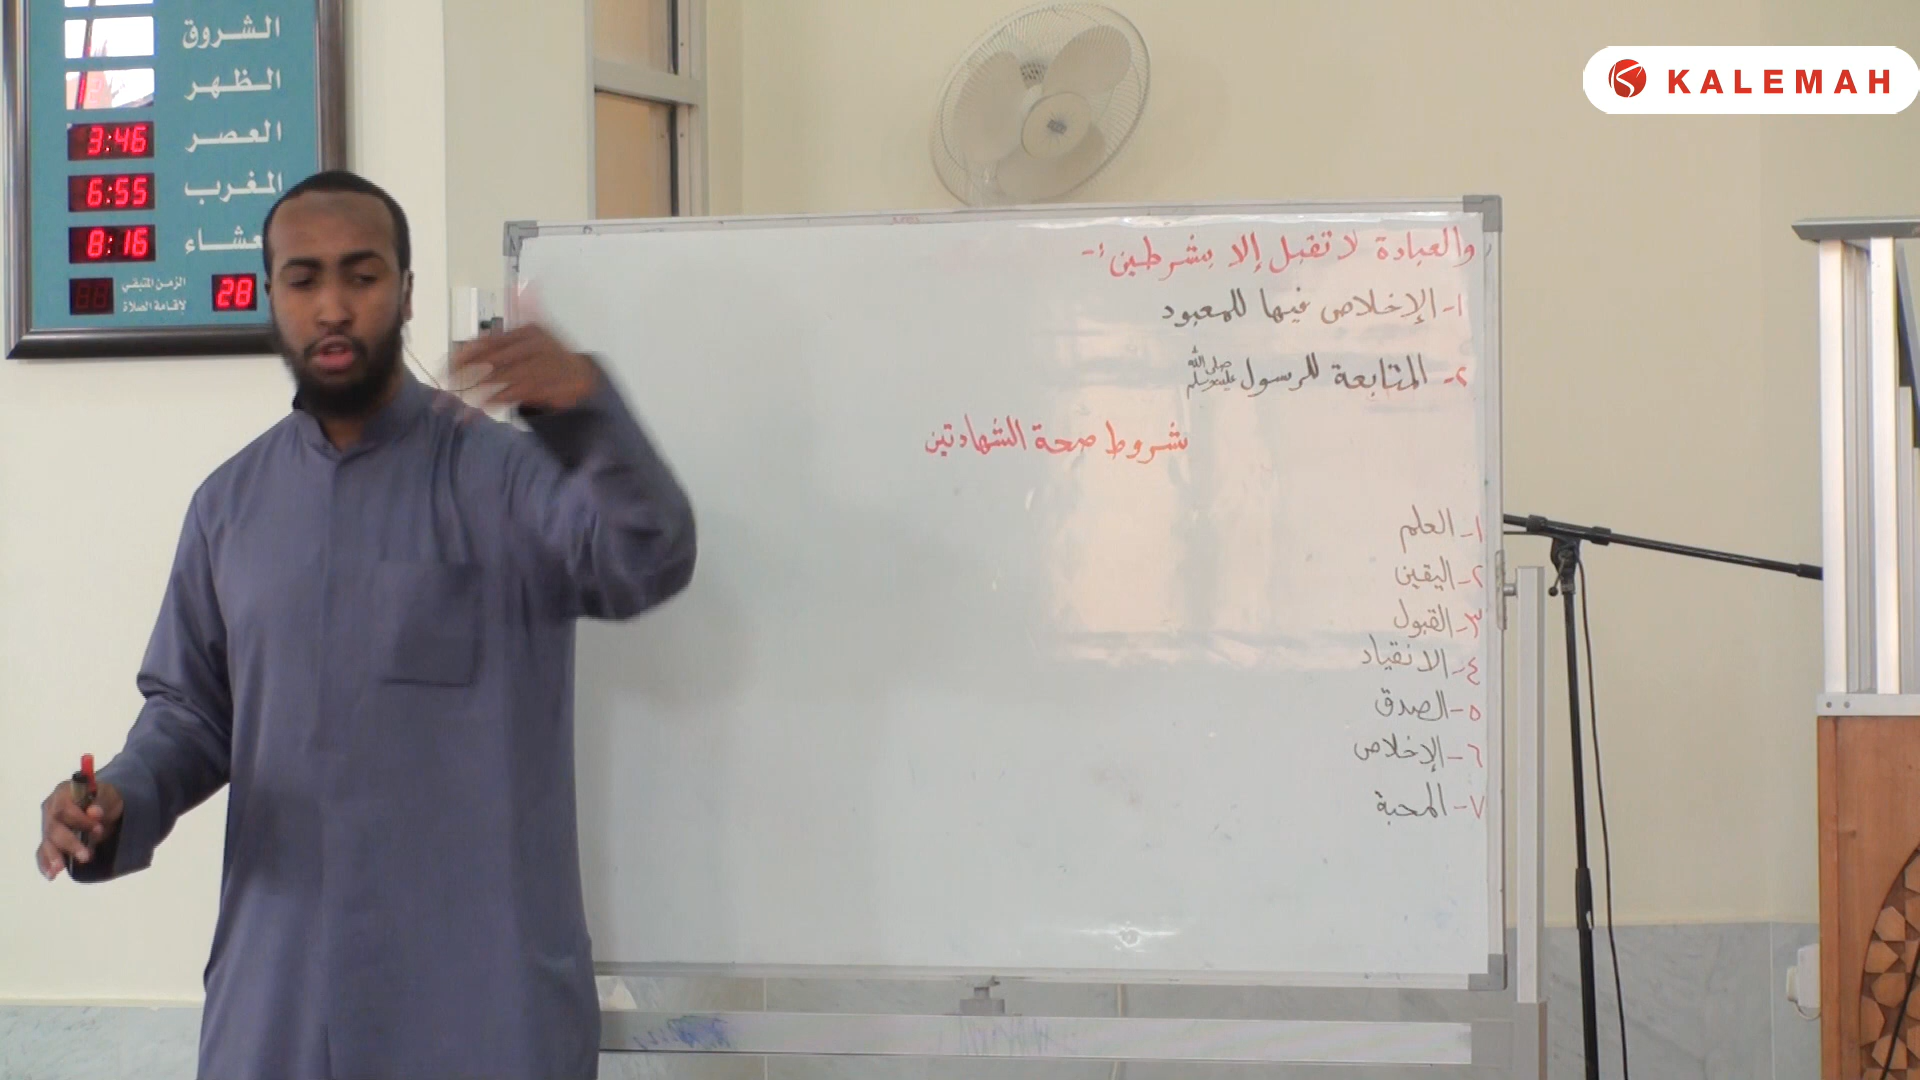 الشروق
الظهر
العصر 3:46
المغرب 6:55
عشاء 8:16
الزمن المتبقي
لإقامة الصلاة
28
KALEMAH
والعبادة لا تقبل إلا بشرطين :-
١- الإخلاص فيها للمعبود
٢- المتابعة للرسول صلى الله عليه وسلم
شروط صحة الشهادتين
١- العلم
٢- اليقين
٣- القبول
٤- الانقياد
٥- الصدق
٦- الإخلاص
٧- المحبة